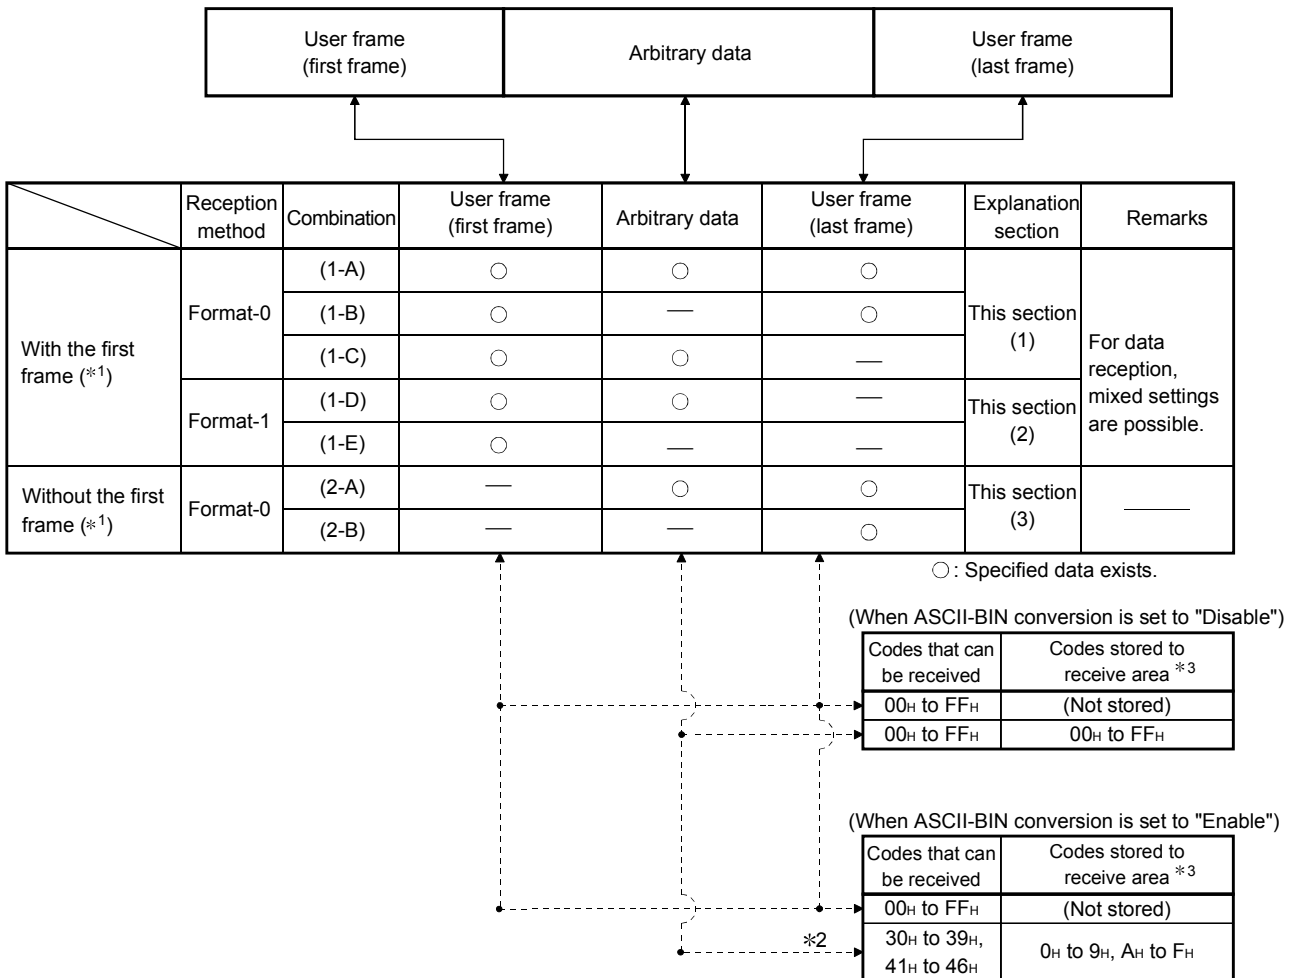 User frame
(first frame)
Arbitrary data
User frame
(last frame)
Reception
method
Combination
User frame
(first frame)
Arbitrary data
User frame
(last frame)
Explanation
section
Remarks
With the first
frame (*1)
Format-0
(1-A) ○ ○ ○
(1-B) ○ — ○
(1-C) ○ ○ —
This section
(1)
Format-1
(1-D) ○ ○ —
(1-E) ○ — —
This section
(2)
For data
reception,
mixed settings
are possible.
Without the first
frame (*1)
Format-0
(2-A) — ○ ○
(2-B) — — ○
This section
(3)
——
○ : Specified data exists.
(When ASCII-BIN conversion is set to "Disable")
Codes that can
be received
Codes stored to
receive area *3
00H to FFH (Not stored)
00H to FFH 00H to FFH
(When ASCII-BIN conversion is set to "Enable")
Codes that can
be received
Codes stored to
receive area *3
00H to FFH (Not stored)
*2
30H to 39H,
41H to 46H
0H to 9H, AH to FH